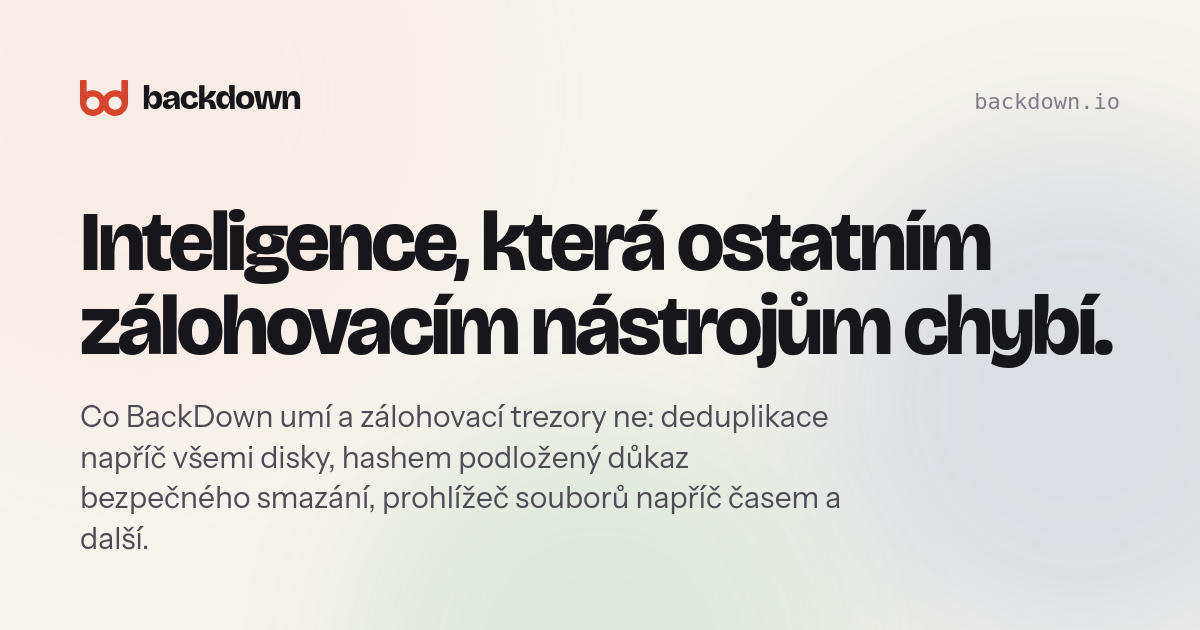 bd backdown
backdown.io
Inteligence, která ostatním
zálohovacím nástrojům chybí.
Co BackDown umí a zálohovací trezory ne: deduplikace
napříč všemi disky, hashem podložený důkaz
bezpečného smazání, prohlížeč souborů napříč časem a
další.